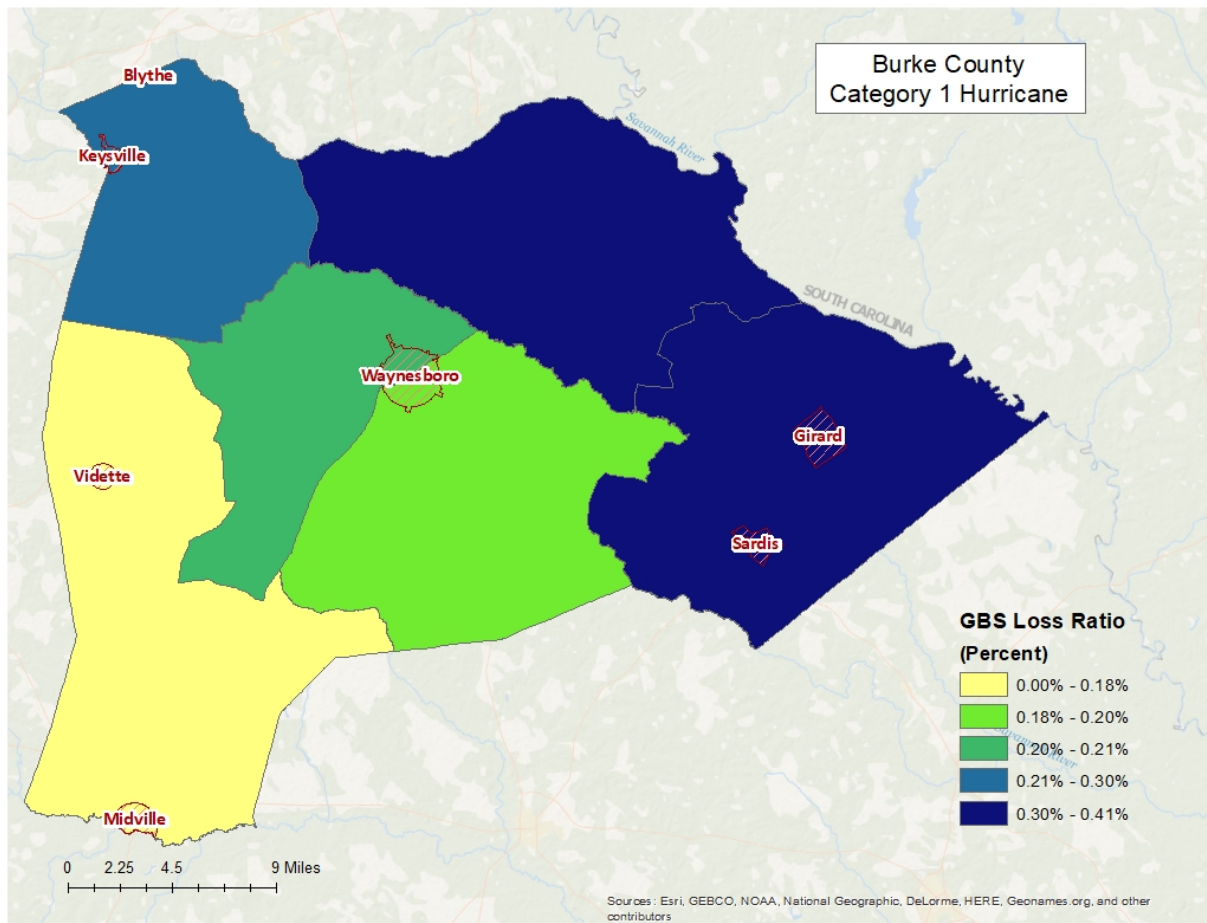 Burke County
Category 1 Hurricane
Blythe
Keysville
Savannah River
SOUTH CAROLINA
Waynesboro
Girard
Vidette
Sardis
Midville
GBS Loss Ratio
(Percent)
0.00% - 0.18%
0.18% - 0.20%
0.20% - 0.21%
0.21% - 0.30%
0.30% - 0.41%
Savannah River
0 2.25 4.5 9 Miles
Sources: Esri, GEBCO, NOAA, National Geographic, DeLorme, HERE, Geonames.org, and other
contributors